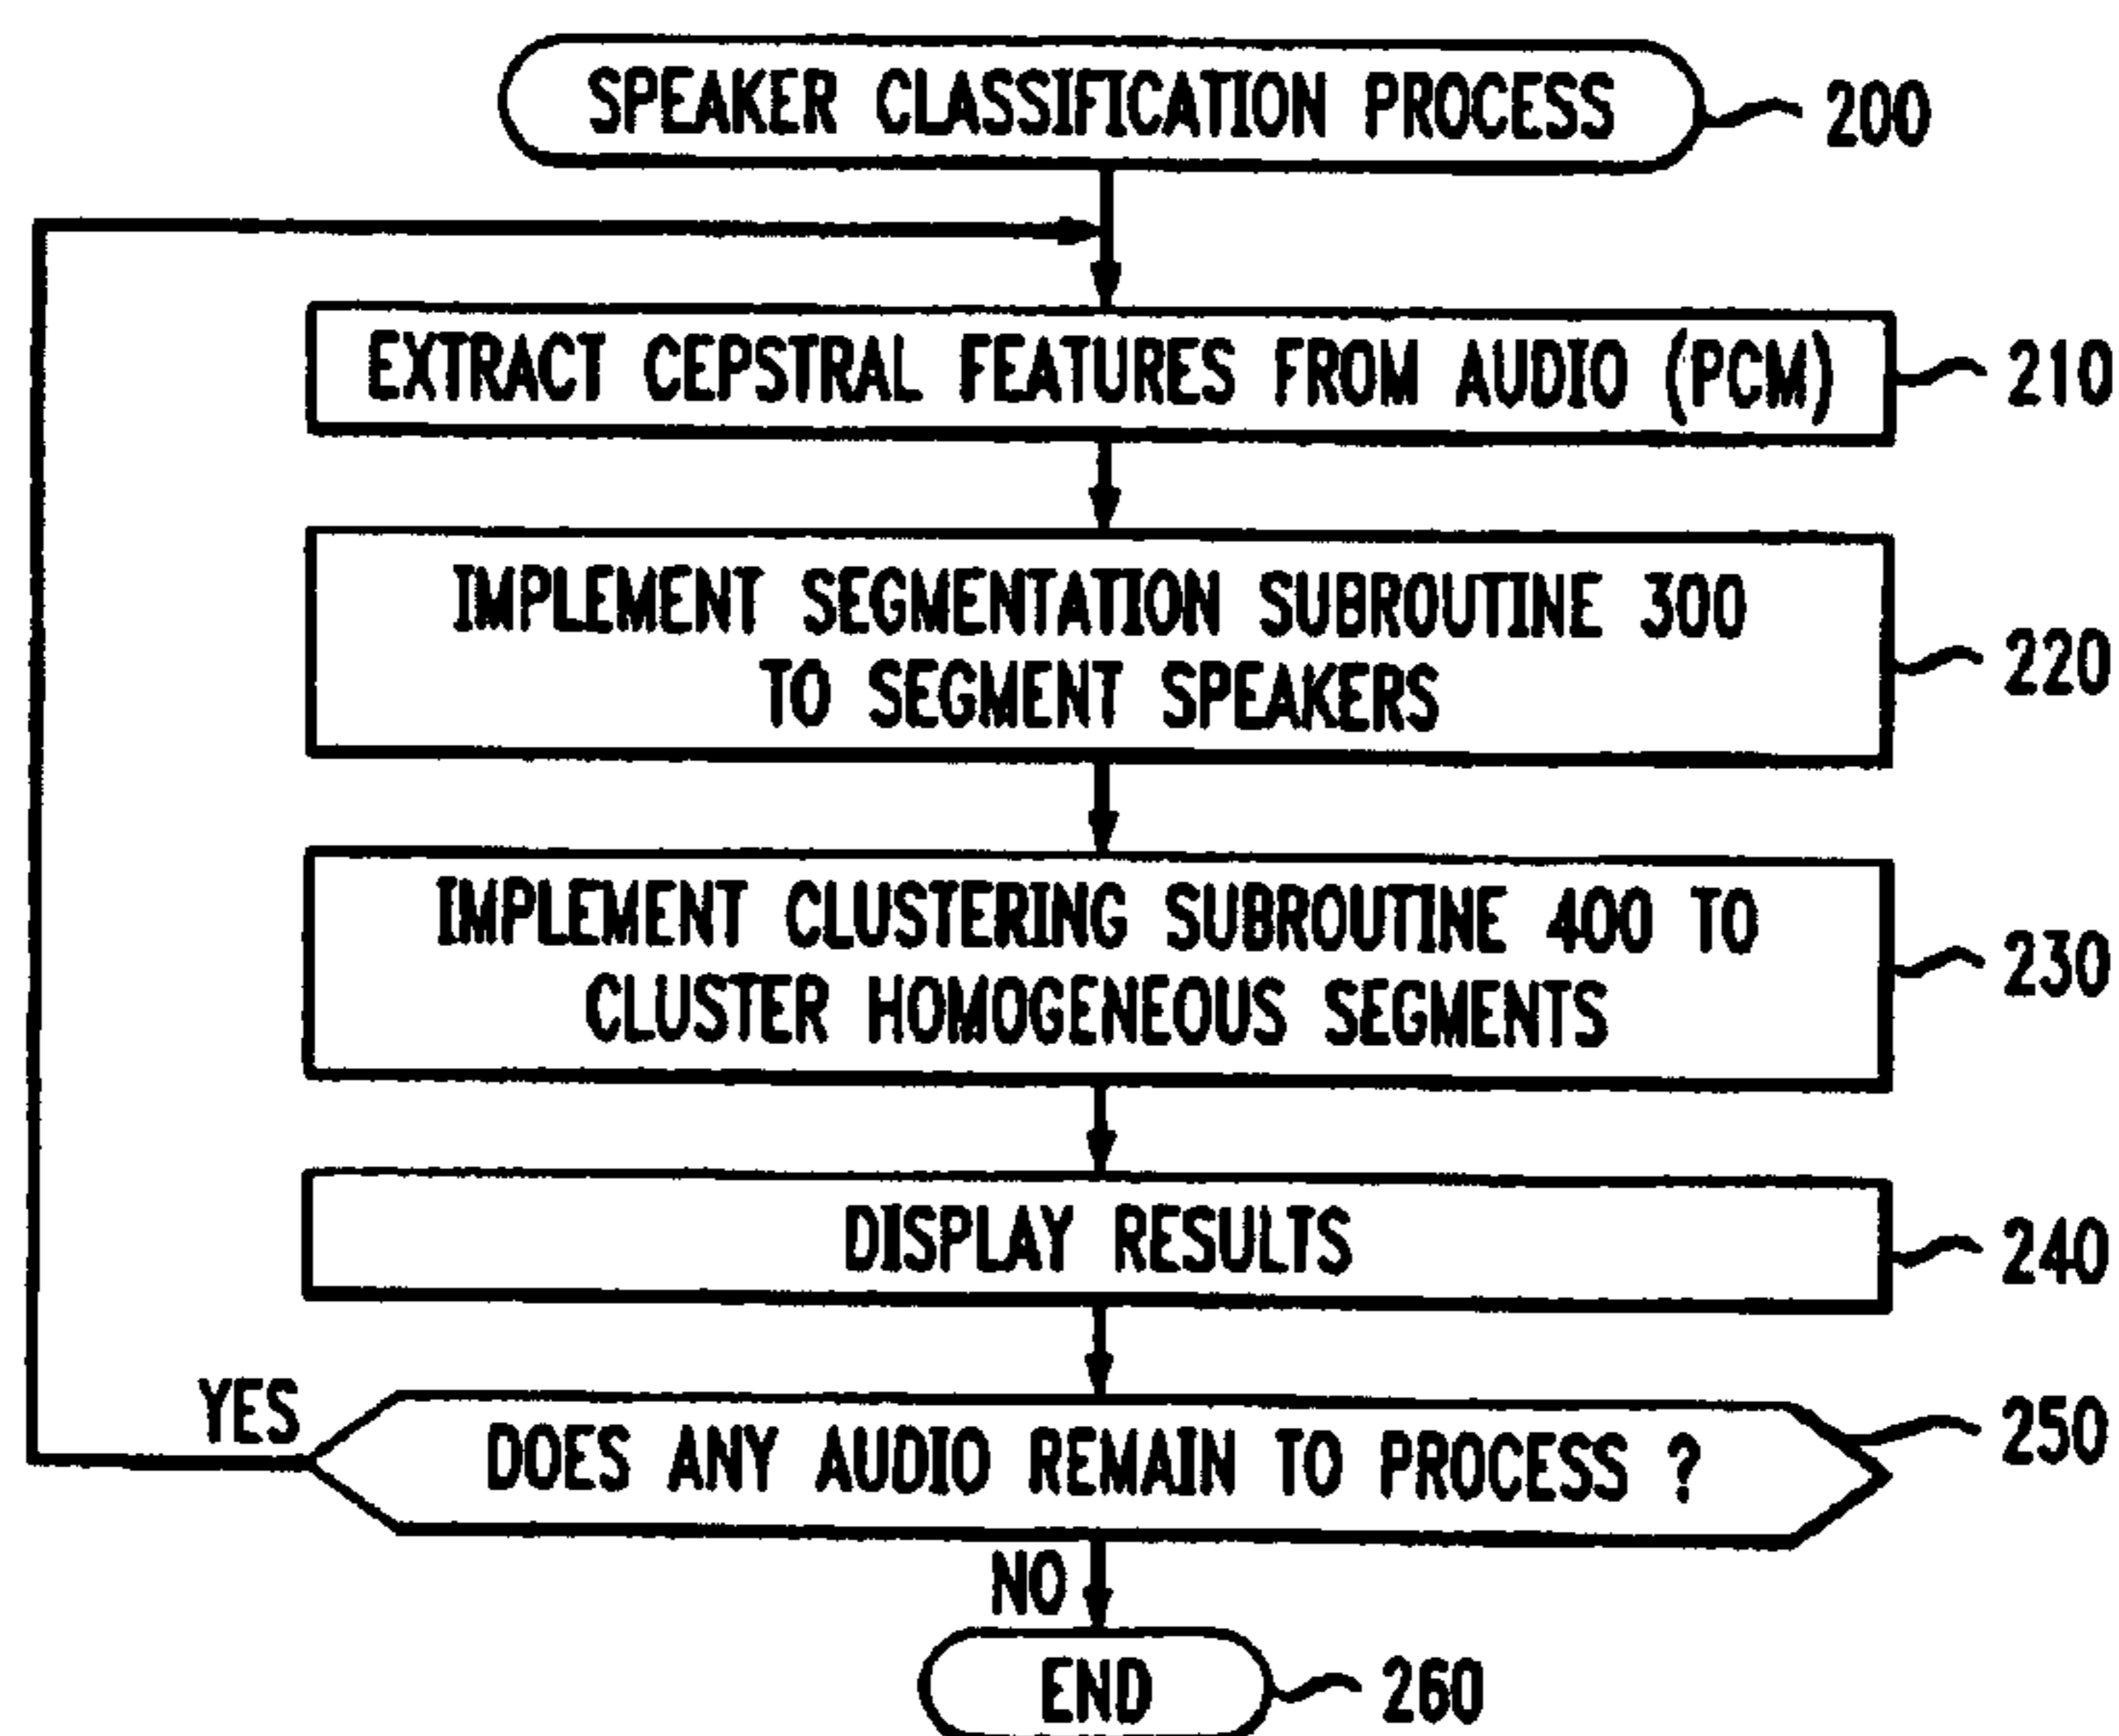 SPEAKER CLASSIFICATION PROCESS
200
EXTRACT CEPSTRAL FEATURES FROM AUDIO (PCM)
210
IMPLEMENT SEGMENTATION SUBROUTINE 300
TO SEGMENT SPEAKERS
220
IMPLEMENT CLUSTERING SUBROUTINE 400 TO
CLUSTER HOMOGENEOUS SEGMENTS
230
DISPLAY RESULTS
240
YES
DOES ANY AUDIO REMAIN TO PROCESS ?
250
NO
END
260